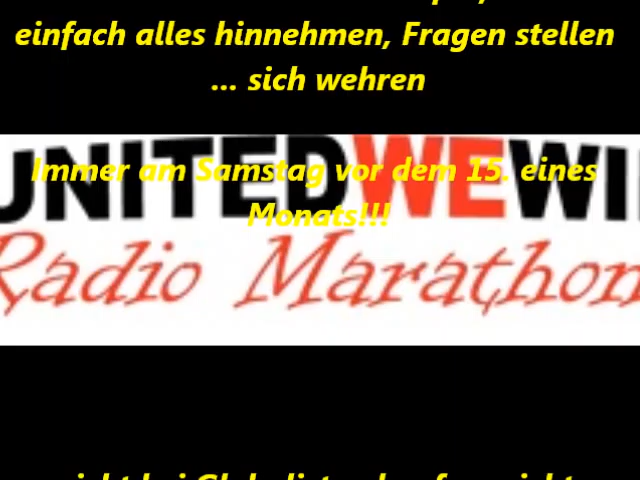 einfach alles hinnehmen, Fragen stellen
... sich wehren
UNITEDWEWI
Immer am Samstag vor dem 15. eines
Monats!!!
Radio Marathon